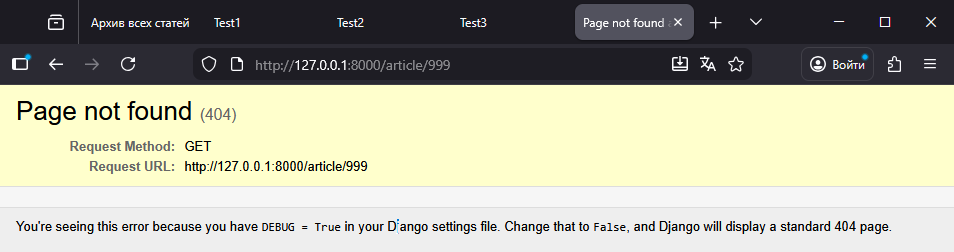 Архив всех статей
Test1
Test2
Test3
Page not found
http://127.0.0.1:8000/article/999
Войти
Page not found (404)
Request Method: GET
Request URL: http://127.0.0.1:8000/article/999
You're seeing this error because you have DEBUG = True in your Django settings file. Change that to False, and Django will display a standard 404 page.